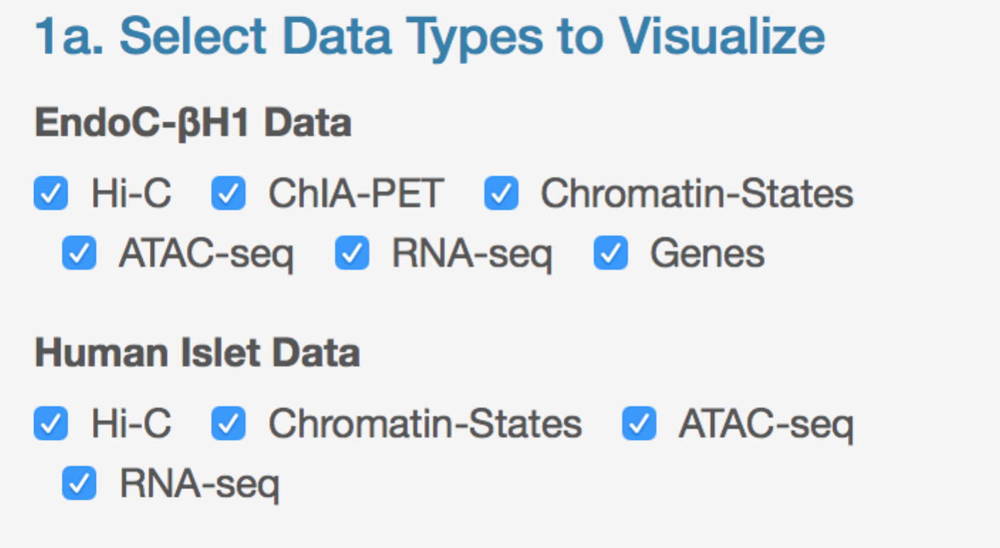 1a. Select Data Types to Visualize
EndoC-βH1 Data
Hi-C ChIA-PET Chromatin-States
ATAC-seq RNA-seq Genes
Human Islet Data
Hi-C Chromatin-States ATAC-seq
RNA-seq